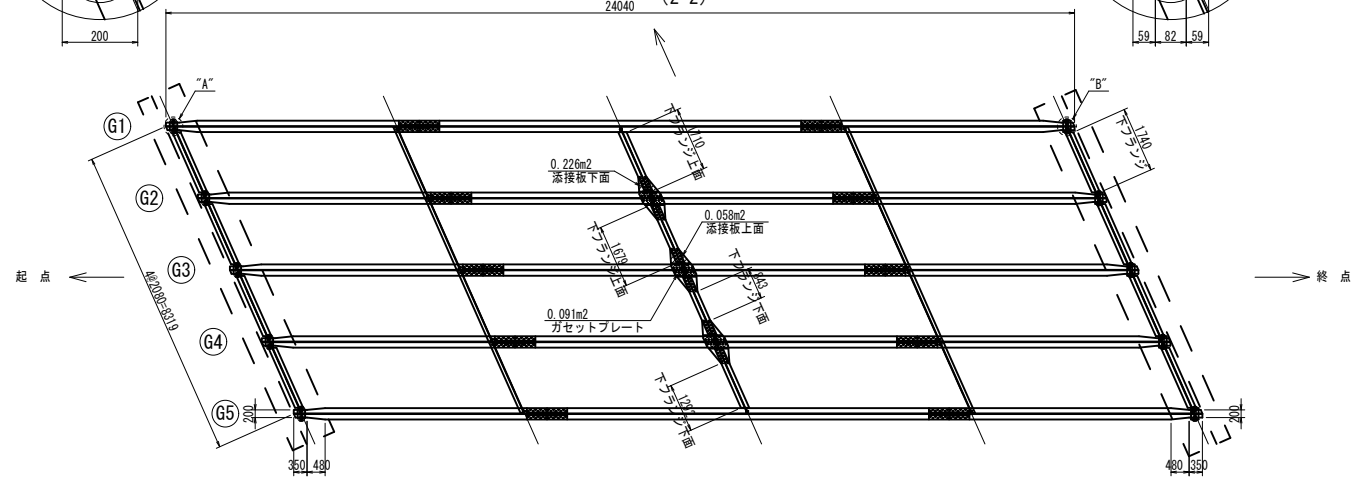 (2-2)
24040
200
59
82
59
"A"
"B"
G1
G2
G3
G4
G5
1710
下フランジ上面
1740
下フランジ
0.226m2
添接板下面
0.058m2
添接板上面
1679
下フランジ上面
843
下フランジ下面
0.091m2
ガセットプレート
起 点
終 点
4@2080=8319
下フランジ下面
200
200
350
480
480
350